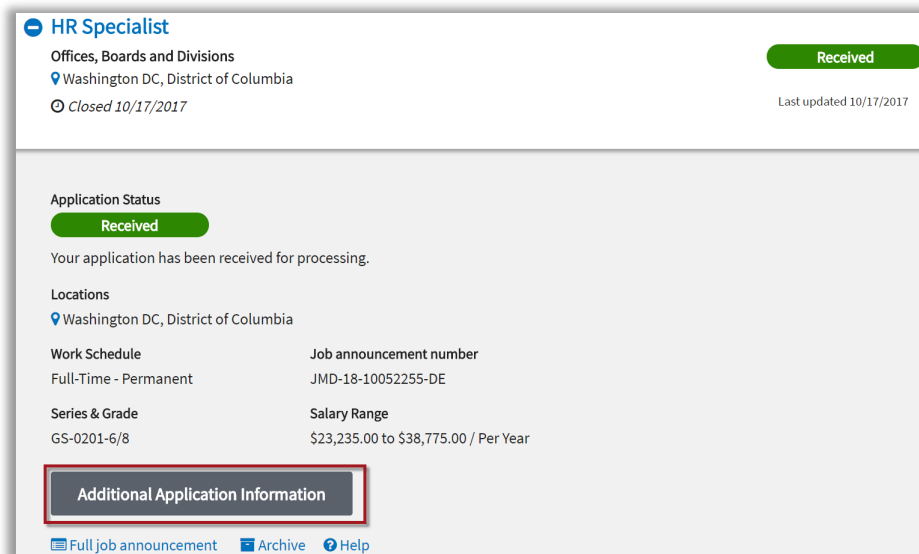 HR Specialist
Offices, Boards and Divisions
Washington DC, District of Columbia
Closed 10/17/2017
Received
Last updated 10/17/2017
Application Status
Received
Your application has been received for processing.
Locations
Washington DC, District of Columbia
Work Schedule
Job announcement number
Full-Time - Permanent
JMD-18-10052255-DE
Series & Grade
Salary Range
GS-0201-6/8
$23,235.00 to $38,775.00 / Per Year
Additional Application Information
Full job announcement
Archive
Help